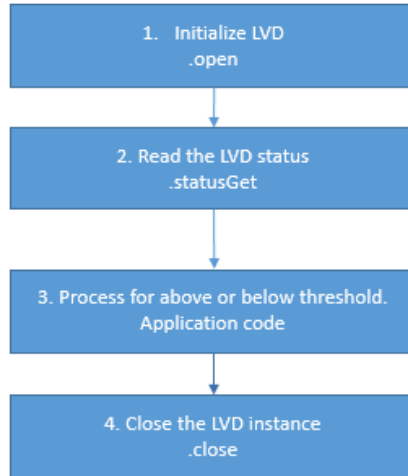 1. Initialize LVD
.open
2. Read the LVD status
.statusGet
3. Process for above or below threshold.
Application code
4. Close the LVD instance
.close